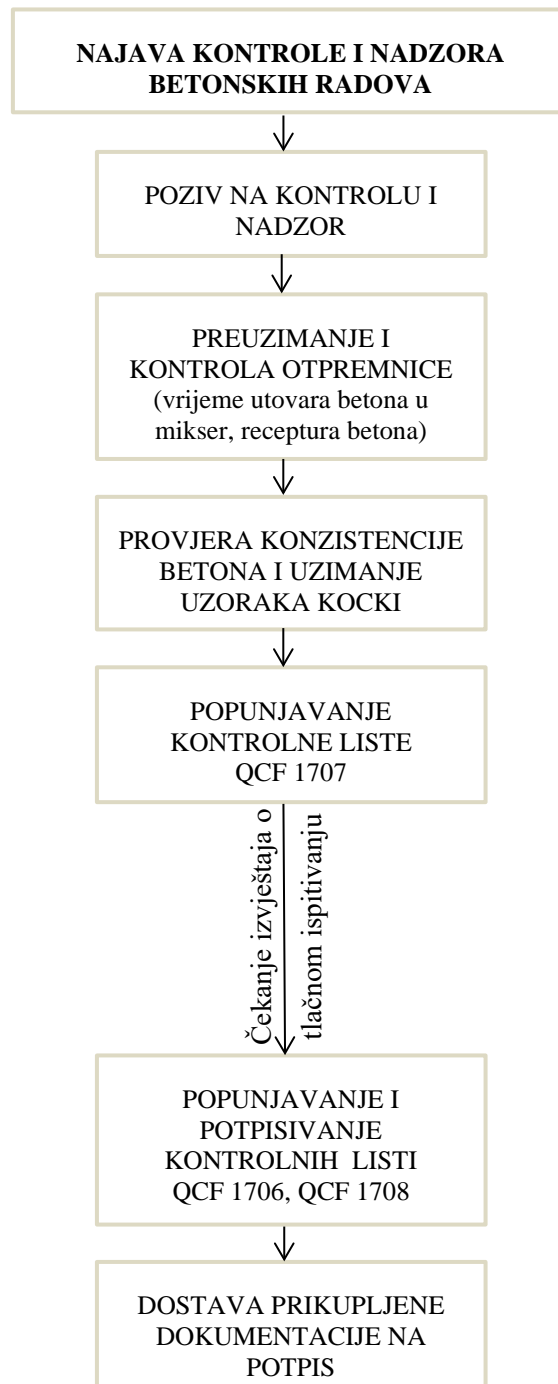 NAJAVA KONTROLE I NADZORA
BETONSKIH RADOVA
POZIV NA KONTROLU I
NADZOR
PREUZIMANJE I
KONTROLA OTPREMNICE
(vrijeme utovara betona u
mikser, receptura betona)
PROVJERA KONZISTENCIJE
BETONA I UZIMANJE
UZORAKA KOCKI
POPUNJAVANJE
KONTROLNE LISTE
QCF 1707
Čekanje izvještaja o
tlačnom ispitivanju
POPUNJAVANJE I
POTPISIVANJE
KONTROLNIH LISTI
QCF 1706, QCF 1708
DOSTAVA PRIKUPLJENE
DOKUMENTACIJE NA
POTPIS